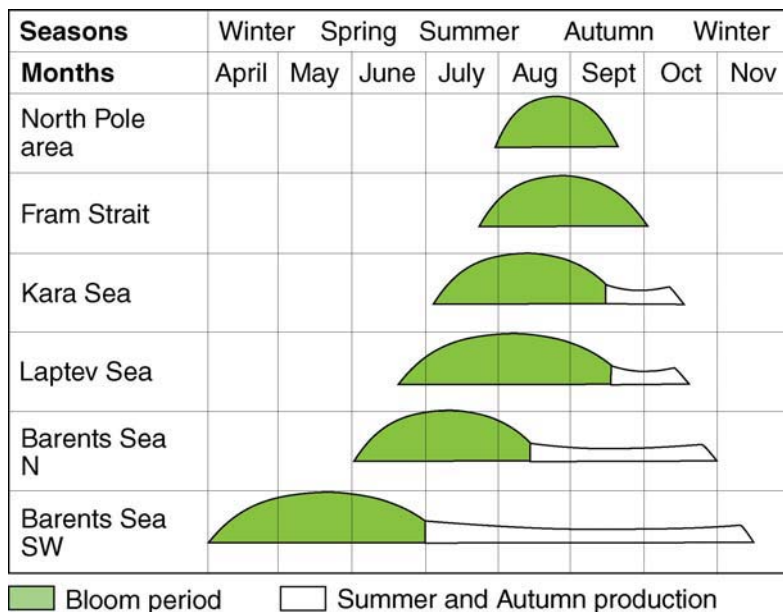 Seasons Winter Spring Summer Autumn Winter
Months April May June July Aug Sept Oct Nov
North Pole
area
Fram Strait
Kara Sea
Laptev Sea
Barents Sea
N
Barents Sea
SW
Bloom period Summer and Autumn production